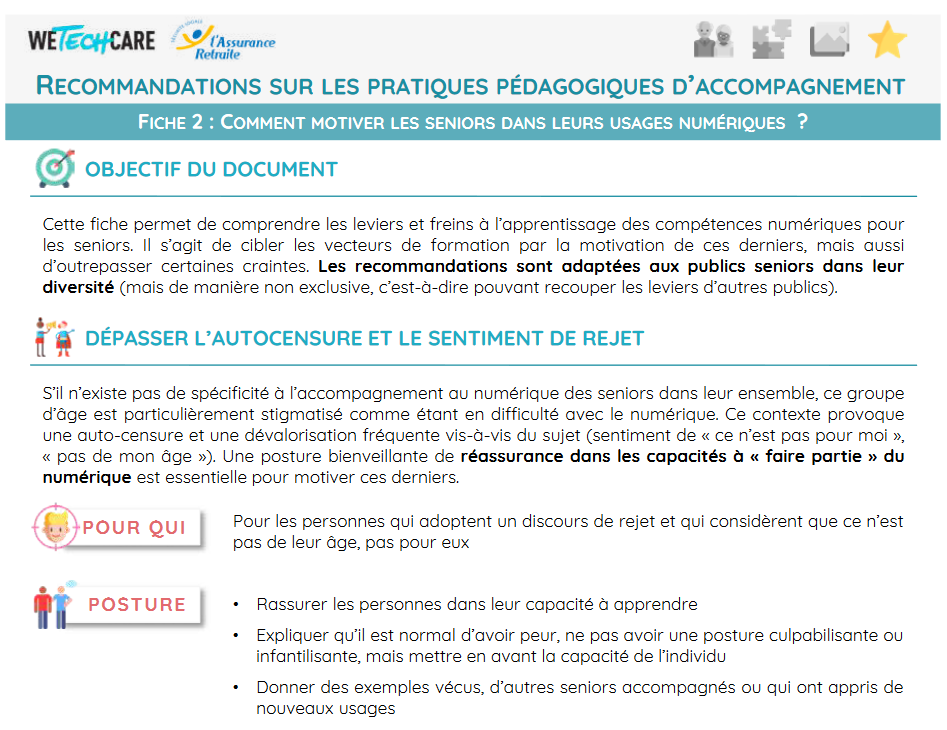 WETECHCARE
SÉCURITÉ SOCIALE
l'Assurance
Retraite
RECOMMANDATIONS SUR LES PRATIQUES PÉDAGOGIQUES D'ACCOMPAGNEMENT
FICHE 2 : COMMENT MOTIVER LES SENIORS DANS LEURS USAGES NUMÉRIQUES ?
OBJECTIF DU DOCUMENT
Cette fiche permet de comprendre les leviers et freins à l'apprentissage des compétences numériques pour
les seniors. Il s'agit de cibler les vecteurs de formation par la motivation de ces derniers, mais aussi
d'outrepasser certaines craintes. Les recommandations sont adaptées aux publics seniors dans leur
diversité (mais de manière non exclusive, c'est-à-dire pouvant recouper les leviers d'autres publics).
DÉPASSER L'AUTOCENSURE ET LE SENTIMENT DE REJET
S'il n'existe pas de spécificité à l'accompagnement au numérique des seniors dans leur ensemble, ce groupe
d'âge est particulièrement stigmatisé comme étant en difficulté avec le numérique. Ce contexte provoque
une auto-censure et une dévalorisation fréquente vis-à-vis du sujet (sentiment de « ce n'est pas pour moi »,
« pas de mon âge »). Une posture bienveillante de réassurance dans les capacités à « faire partie » du
numérique est essentielle pour motiver ces derniers.
POUR QUI
Pour les personnes qui adoptent un discours de rejet et qui considèrent que ce n'est
pas de leur âge, pas pour eux
POSTURE
• Rassurer les personnes dans leur capacité à apprendre
• Expliquer qu'il est normal d'avoir peur, ne pas avoir une posture culpabilisante ou
infantilisante, mais mettre en avant la capacité de l'individu
• Donner des exemples vécus, d'autres seniors accompagnés ou qui ont appris de
nouveaux usages